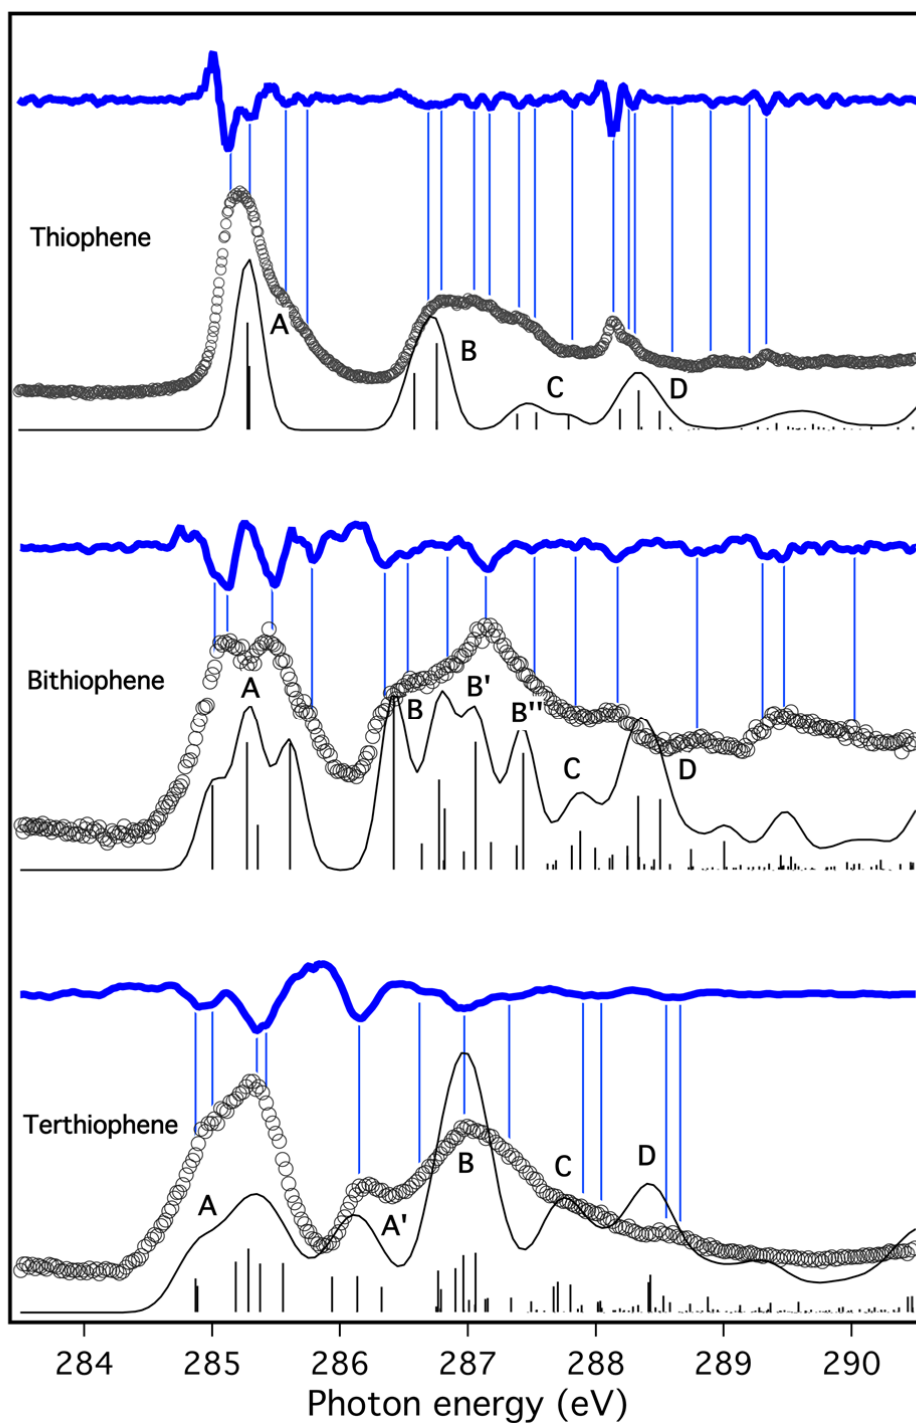 Thiophene
A
B
C
D
Bithiophene
A
B
B'
B''
C
D
Terthiophene
A
A'
B
C
D
284 285 286 287 288 289 290
Photon energy (eV)